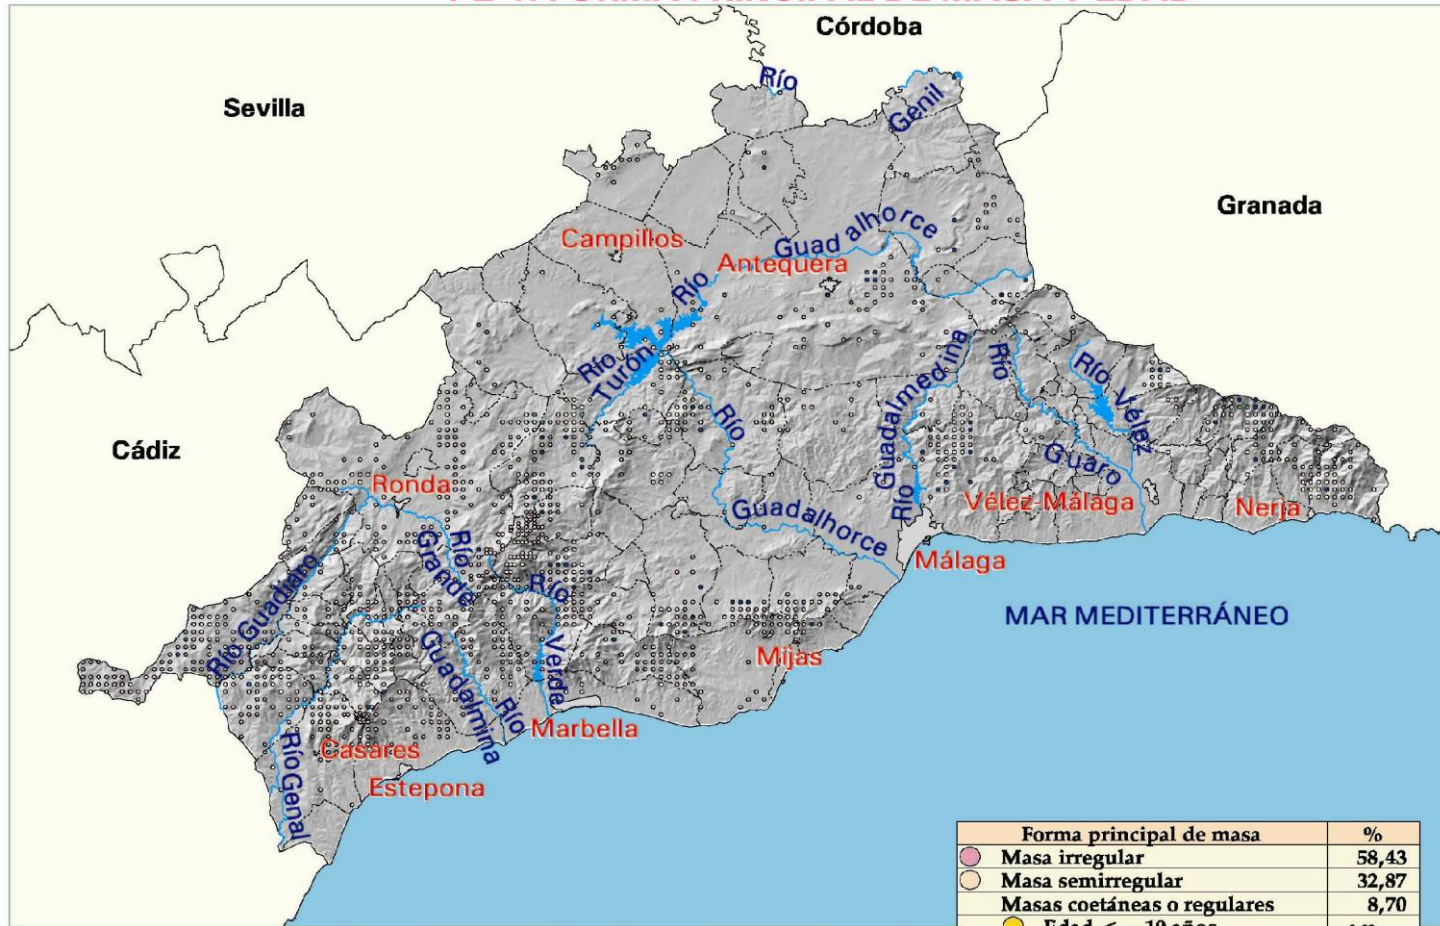 Córdoba
Sevilla
Río
Genil
Granada
Campillos
Guadalhorce
Antequera
Río
Río
Turón
Río
Guadalmedina
Río
Río
Vélez
Guaro
Cádiz
Ronda
Río
Guadalhorce
Vélez-Málaga
Nerja
Málaga
Río
Grande
Río
Verde
Río Guadiaro
MAR MEDITERRÁNEO
Mijas
Guadalmina
Río
Marbella
Casares
Estepona
Río Genal
Forma principal de masa %
Masa irregular 58,43
Masa semirregular 32,87
Masas coetáneas o regulares 8,70